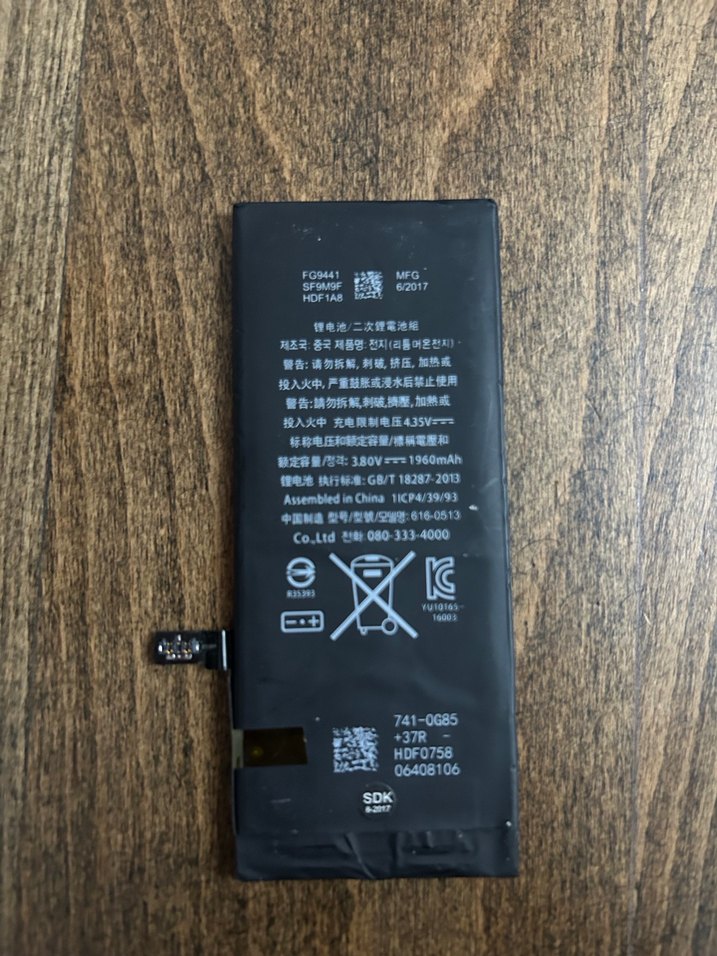 FG9441
SF9M9F
HDF1A8
MFG
6/2017
锂电池/二次鋰電池組
제조국: 중국 제품명: 전지(리튬머온전지)
警告: 请勿拆解, 刺破, 挤压, 加热或
投入火中, 严重鼓胀或浸水后禁止使用
警告:請勿拆解,刺破,擠壓, 加熱或
投入火中 充电限制电压 4.35V
标称电压和额定容量/標稱電壓和
额定容量/정격: 3.80V 1960mAh
锂电池 执行标准: GB/T 18287-2013
Assembled in China 1ICP4/39/93
中国制造 型号/型號/모델명: 616-0513
Co.,Ltd 전화: 080-333-4000
R35393
YU10165-
16003
741-0G85
+37R -
HDF0758
06408106
SDK
6-2017